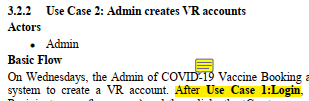 3.2.2 Use Case 2: Admin creates VR accounts
Actors
• Admin
Basic Flow
On Wednesdays, the Admin of COVID-19 Vaccine Booking a
system to create a VR account. After Use Case 1:Login,